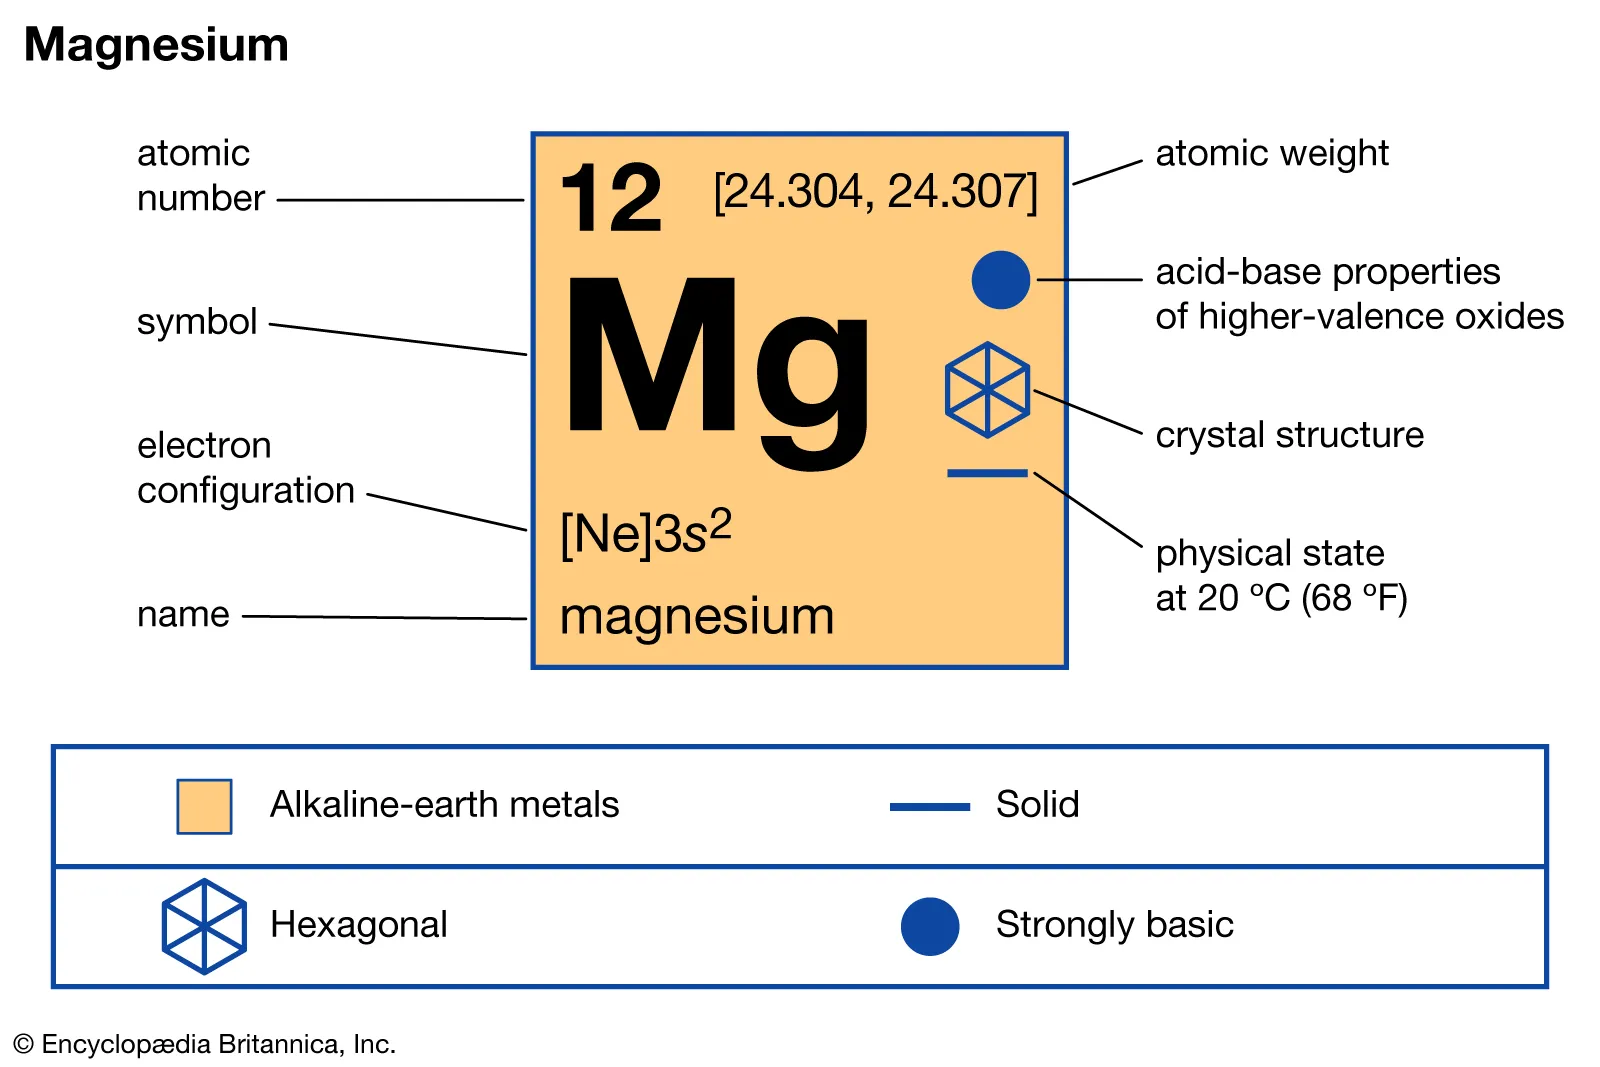 Magnesium
atomic
number
symbol
electron
configuration
name
12 [24.304, 24.307]
Mg
[Ne]3s²
magnesium
atomic weight
acid-base properties
of higher-valence oxides
crystal structure
physical state
at 20 ºC (68 ºF)
Alkaline-earth metals
Solid
Hexagonal
Strongly basic
© Encyclopædia Britannica, Inc.